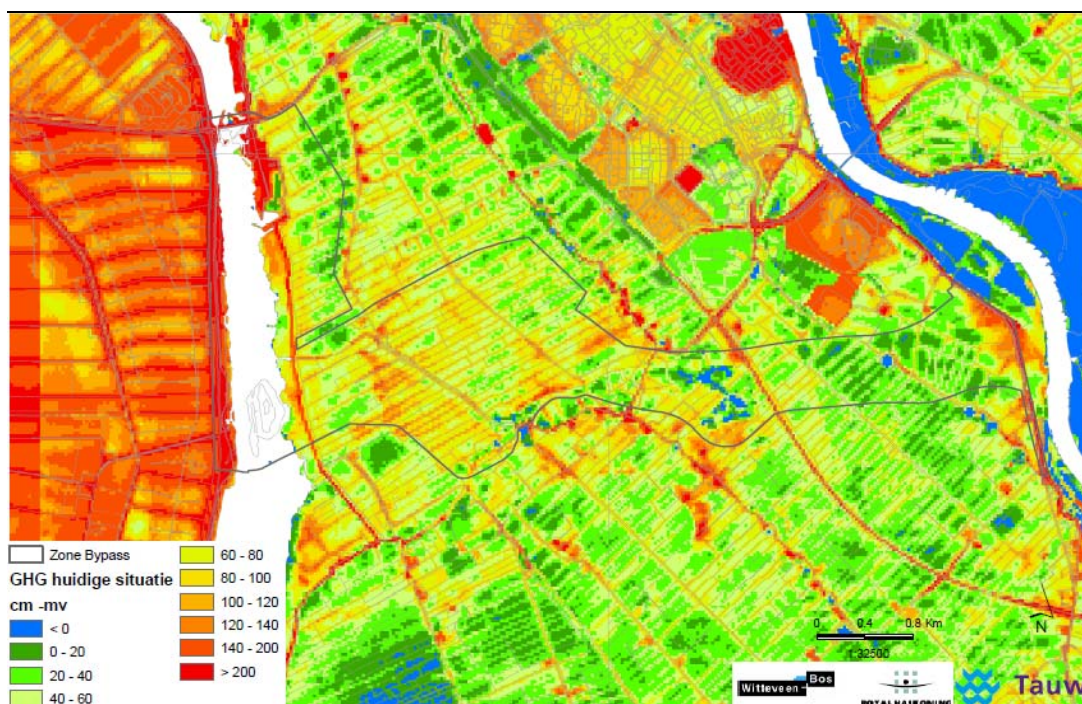 Zone Bypass
GHG huidige situatie
cm -mv
< 0
0 - 20
20 - 40
40 - 60
60 - 80
80 - 100
100 - 120
120 - 140
140 - 200
> 200
N
0 0.4 0.8 Km
1:32500
Witteveen+
Bos
Tauw